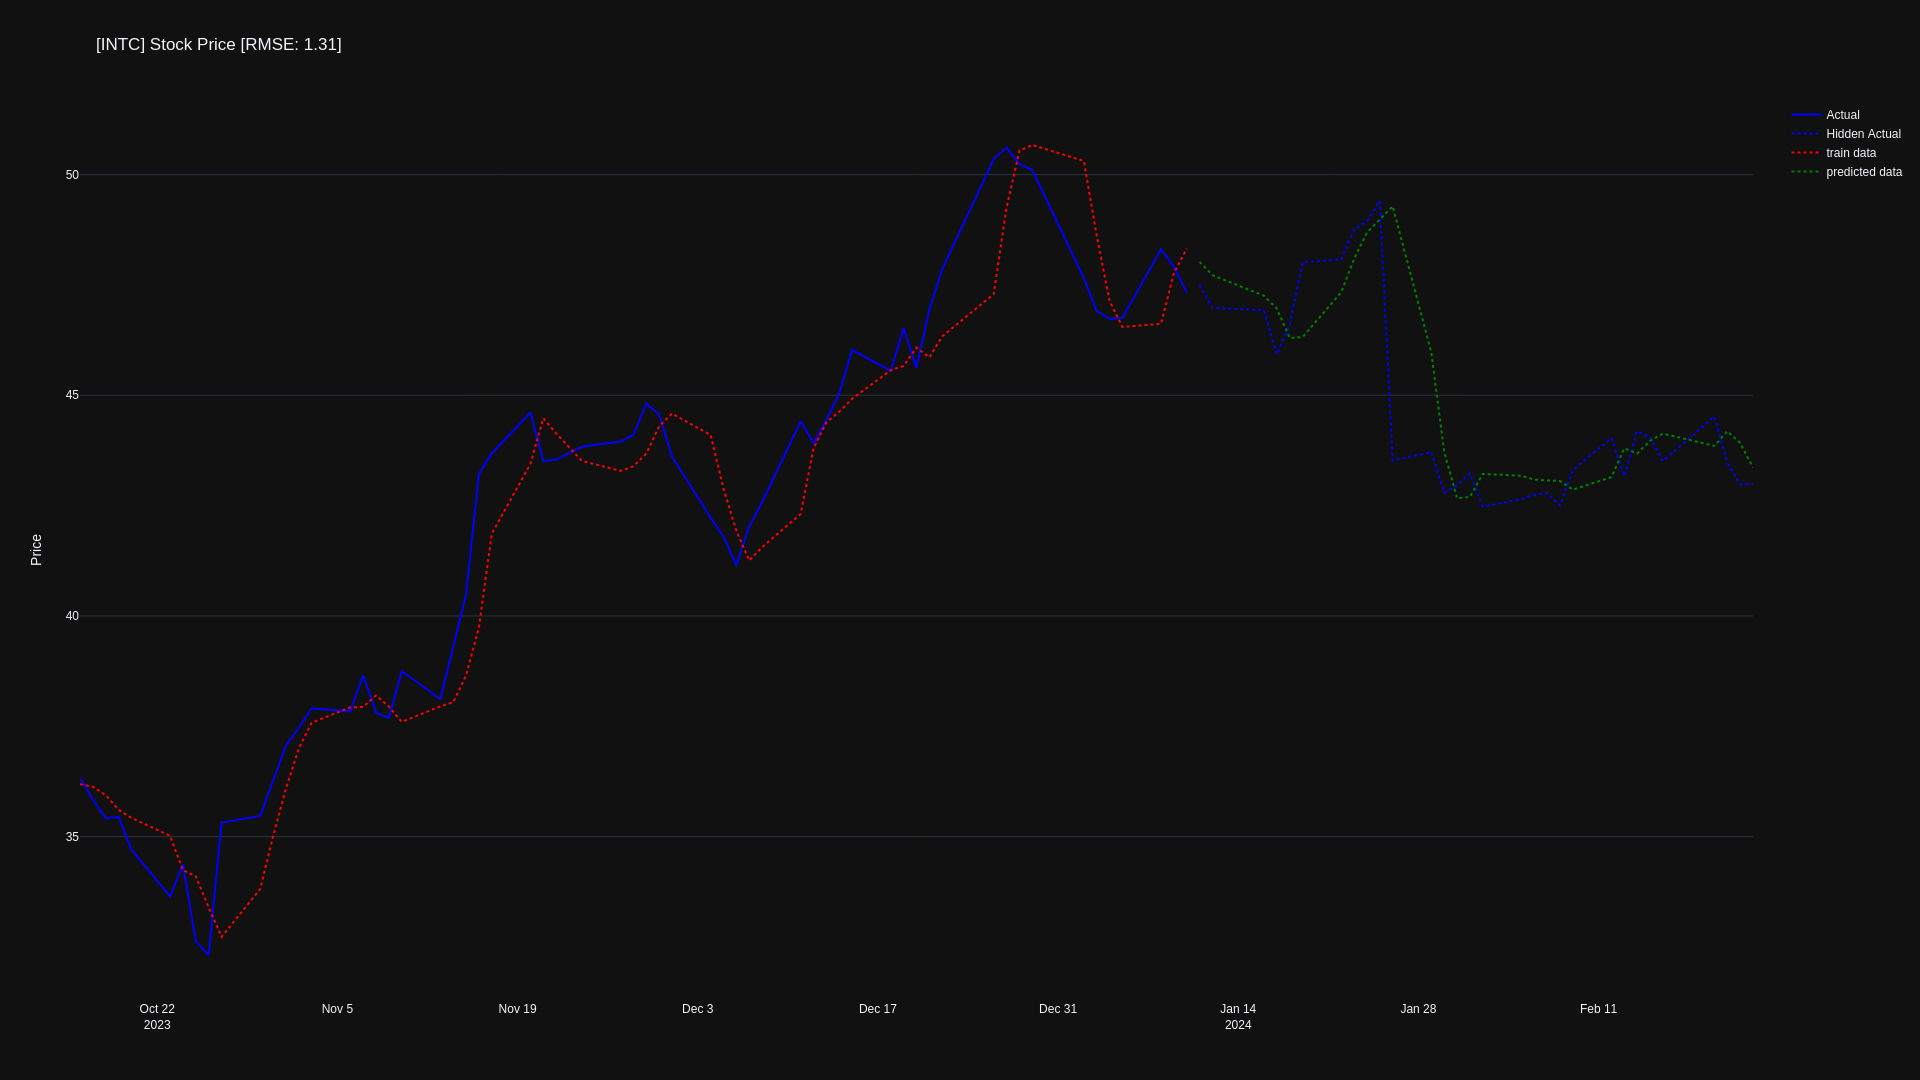 [INTC] Stock Price [RMSE: 1.31]
Actual
Hidden Actual
train data
predicted data
50
45
40
35
Price
Oct 22
2023
Nov 5
Nov 19
Dec 3
Dec 17
Dec 31
Jan 14
2024
Jan 28
Feb 11